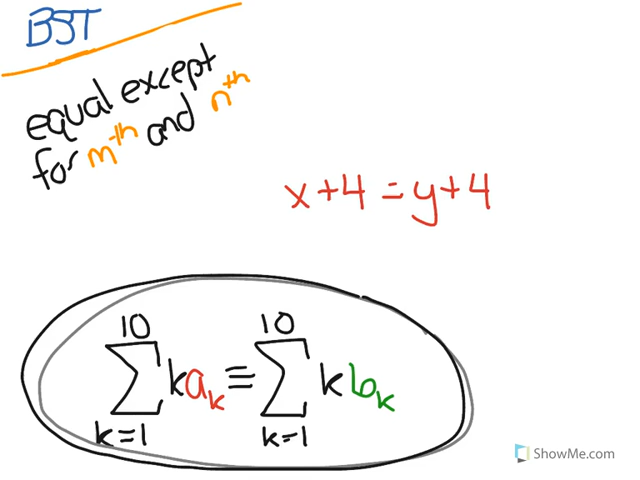 BST
equal except
for mᵗʰ and nᵗʰ
x+4 = y+4
10 10
∑ kaₖ ≡ ∑ kbₖ
k=1 k=1
ShowMe.com